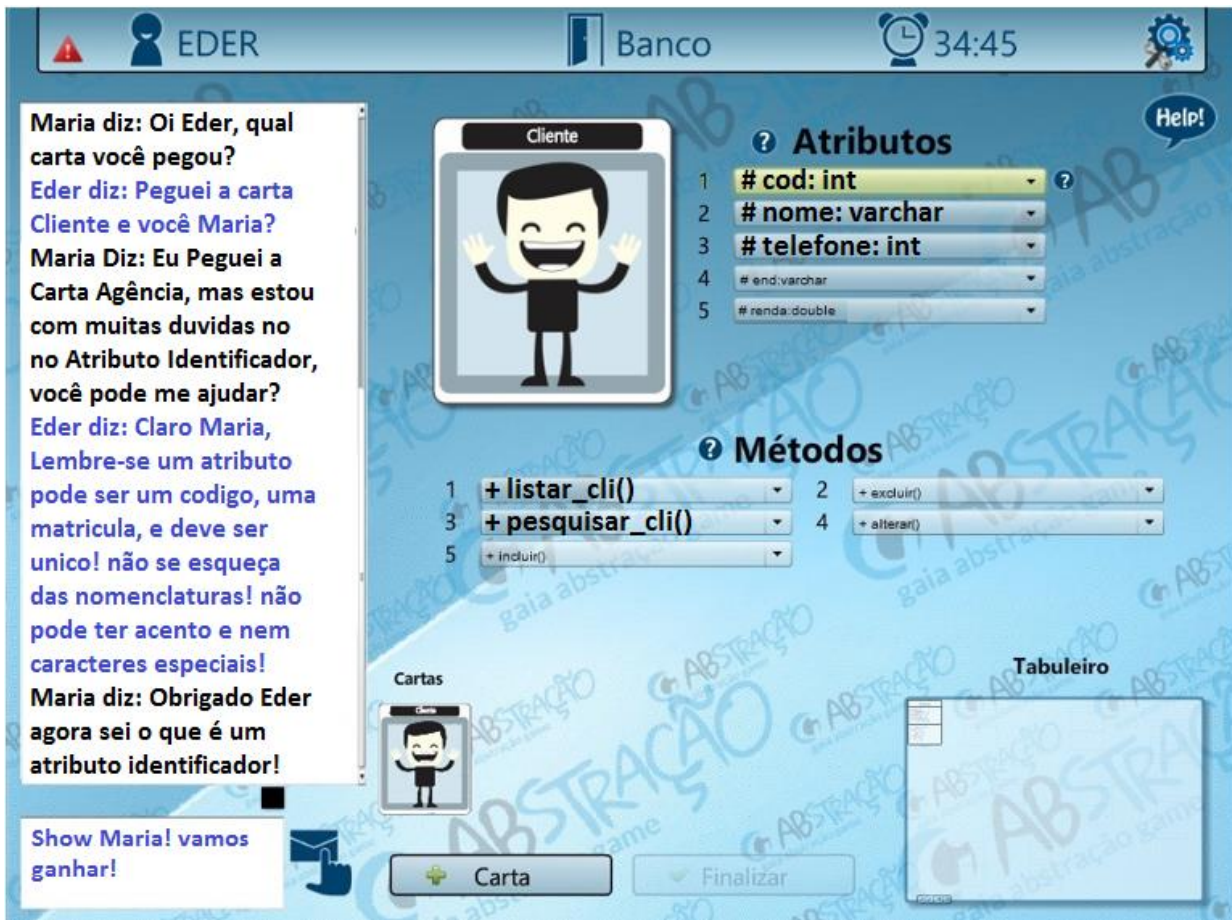 EDER
Banco
34:45
Help!
Maria diz: Oi Eder, qual
carta você pegou?
Eder diz: Peguei a carta
Cliente e você Maria?
Maria Diz: Eu Peguei a
Carta Agência, mas estou
com muitas duvidas no
no Atributo Identificador,
você pode me ajudar?
Eder diz: Claro Maria,
Lembre-se um atributo
pode ser um codigo, uma
matricula, e deve ser
unico! não se esqueça
das nomenclaturas! não
pode ter acento e nem
caracteres especiais!
Maria diz: Obrigado Eder
agora sei o que é um
atributo identificador!
Show Maria! vamos
ganhar!
Cliente
? Atributos
1 # cod: int ?
2 # nome: varchar
3 # telefone: int
4 # end:varchar
5 # renda:double
? Métodos
1 + listar_cli() 2 + excluir()
3 + pesquisar_cli() 4 + alterar()
5 + incluir()
Cartas
Cliente
Tabuleiro
Carta
Finalizar
ABSTRAÇÃO
gaia abstração game